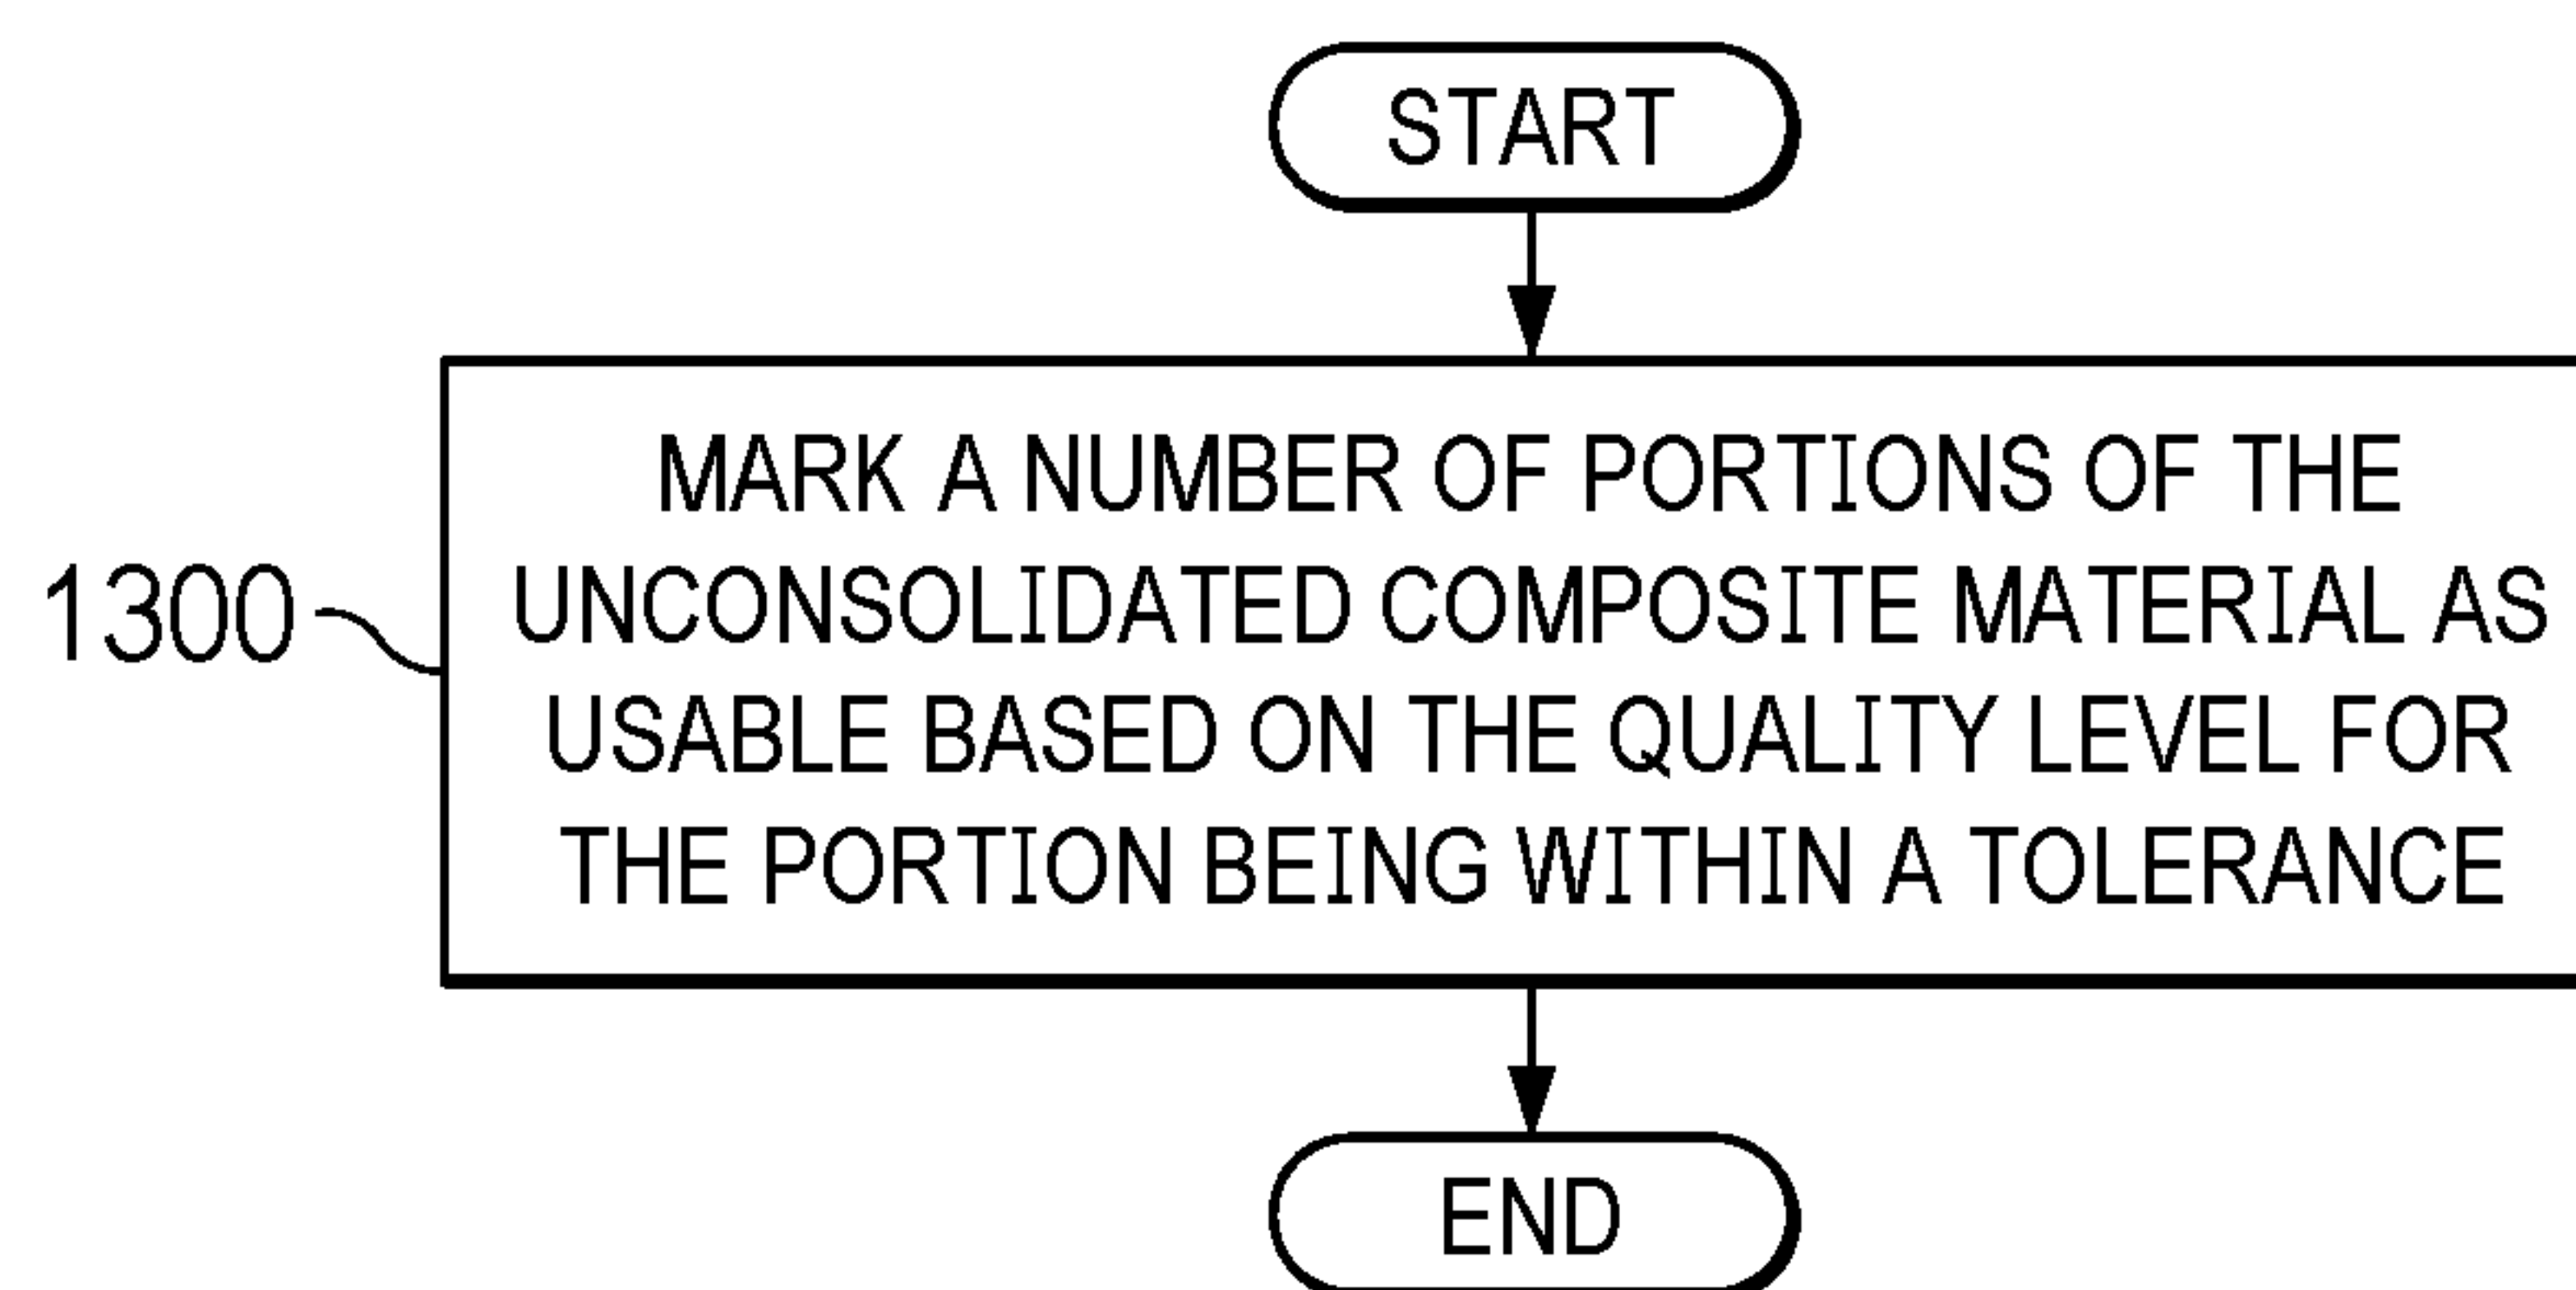 START
MARK A NUMBER OF PORTIONS OF THE
UNCONSOLIDATED COMPOSITE MATERIAL AS
USABLE BASED ON THE QUALITY LEVEL FOR
THE PORTION BEING WITHIN A TOLERANCE
1300
END